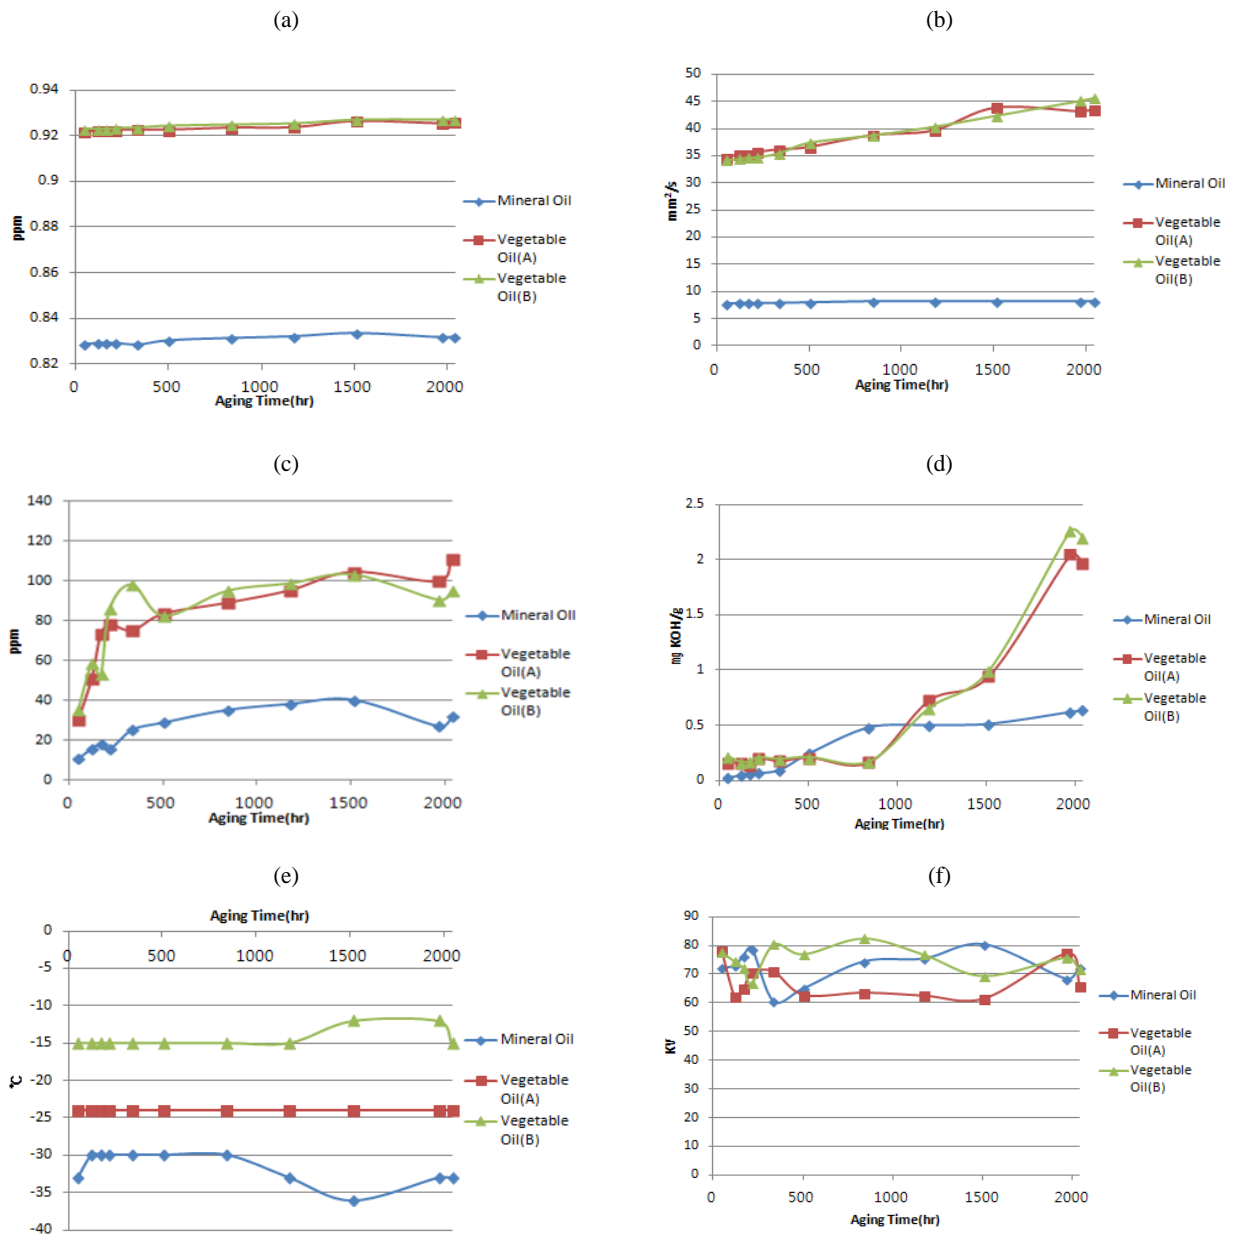 (a)
0.94
0.92
0.9
0.88
0.86
0.84
0.82
ppm
0
500
1000
1500
2000
Aging Time(hr)
Mineral Oil
Vegetable
Oil(A)
Vegetable
Oil(B)
(b)
50
45
40
35
30
25
20
15
10
5
0
mm²/s
0
500
1000
1500
2000
Aging Time(hr)
Mineral Oil
Vegetable
Oil(A)
Vegetable
Oil(B)
(c)
140
120
100
80
60
40
20
0
ppm
0
500
1000
1500
2000
Aging Time(hr)
Mineral Oil
Vegetable
Oil(A)
Vegetable
Oil(B)
(d)
2.5
2
1.5
1
0.5
0
mg KOH/g
0
500
1000
1500
2000
Aging Time(hr)
Mineral Oil
Vegetable
Oil(A)
Vegetable
Oil(B)
(e)
Aging Time(hr)
0
500
1000
1500
2000
0
-5
-10
-15
-20
-25
-30
-35
-40
℃
Mineral Oil
Vegetable
Oil(A)
Vegetable
Oil(B)
(f)
90
80
70
60
50
40
30
20
10
0
KV
0
500
1000
1500
2000
Aging Time(hr)
Mineral Oil
Vegetable
Oil(A)
Vegetable
Oil(B)